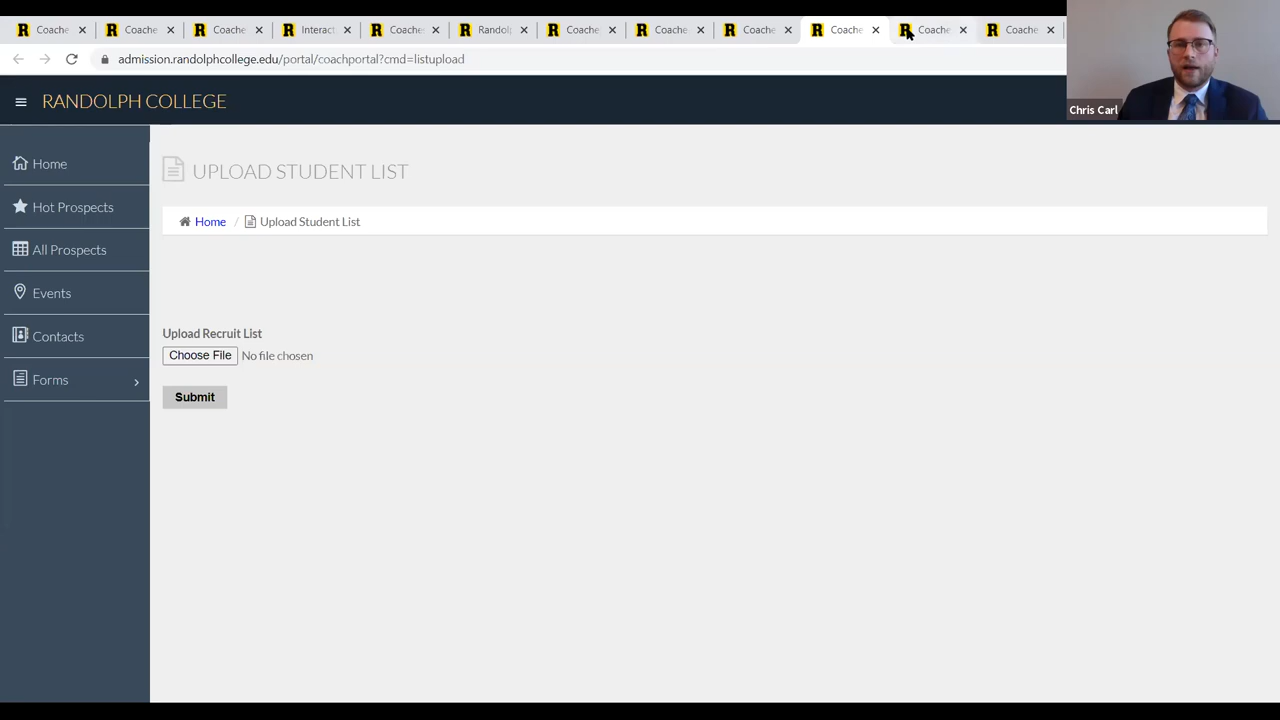 Coache
Coache
Coache
Interact
Coache
Randol
Coache
Coache
Coache
Coache
Coache
Coache
admission.randolphcollege.edu/portal/coachportal?cmd=listupload
Chris Carl
RANDOLPH COLLEGE
Home
Hot Prospects
All Prospects
Events
Contacts
Forms
UPLOAD STUDENT LIST
Home / Upload Student List
Upload Recruit List
Choose File No file chosen
Submit